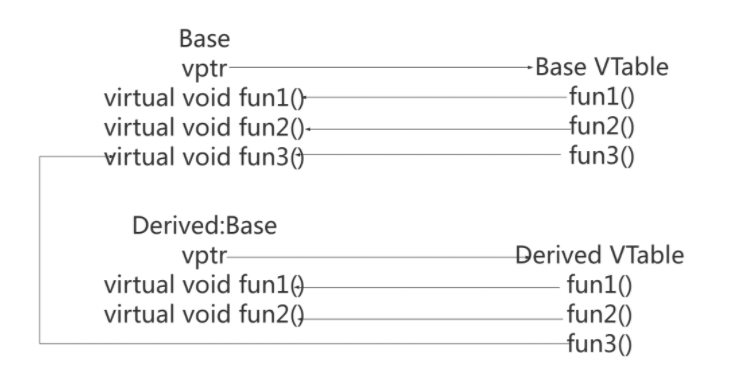 Base
vptr Base VTable
virtual void fun1() fun1()
virtual void fun2() fun2()
virtual void fun3() fun3()
Derived:Base
vptr Derived VTable
virtual void fun1() fun1()
virtual void fun2() fun2()
fun3()